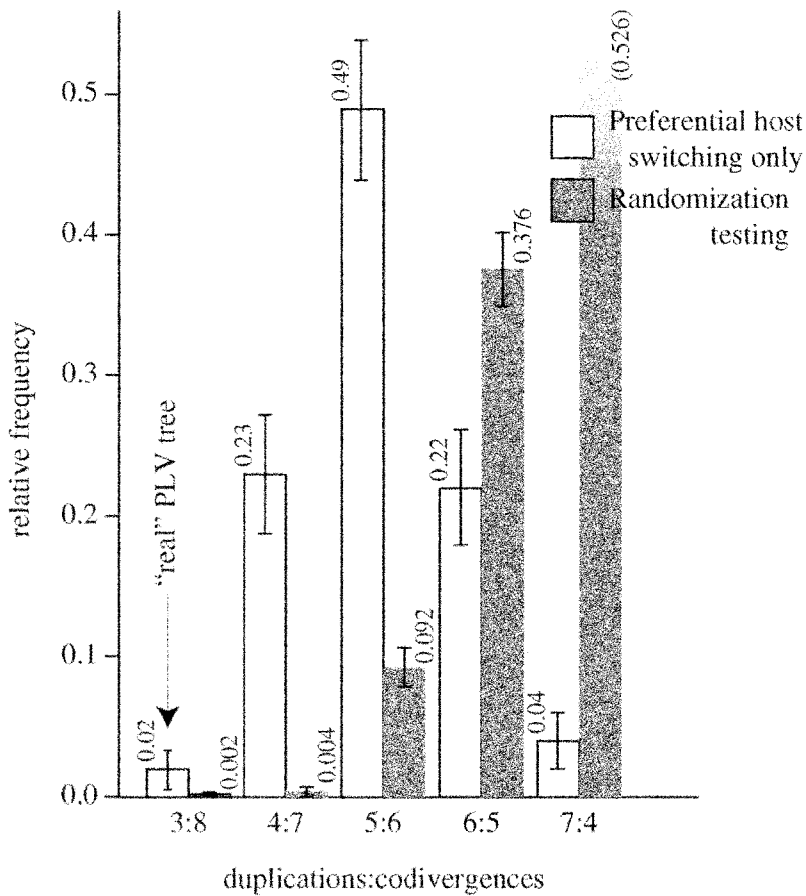 (0.526)
0.49
0.5
Preferential host
switching only
Randomization
testing
0.4
0.376
0.3
0.23
0.22
0.2
"real" PLV tree
relative frequency
0.1
0.092
0.02
0.002
0.004
0.04
0.0
3:8 4:7 5:6 6:5 7:4
duplications:codivergences